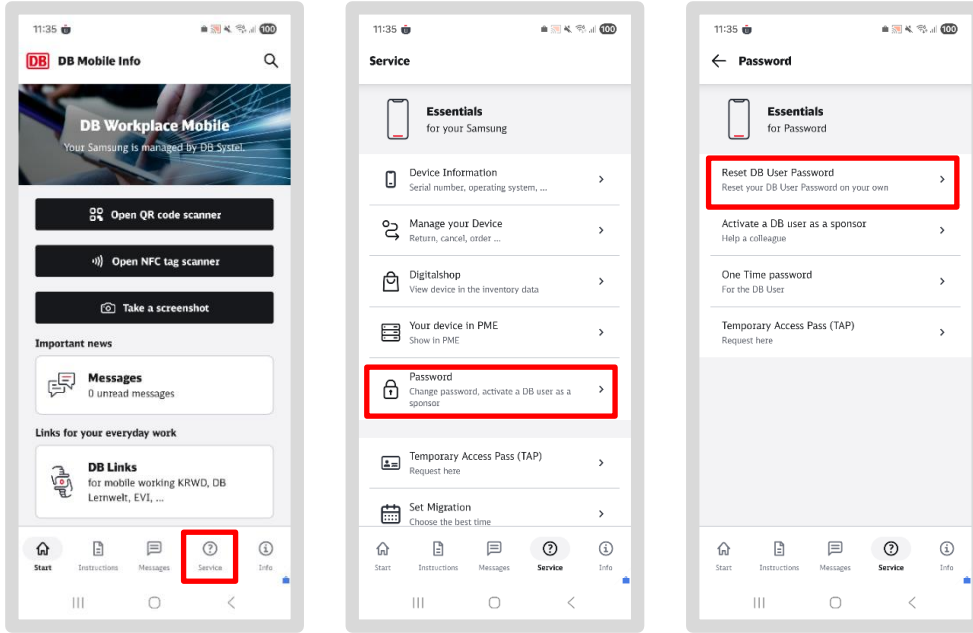 11:35
100
DB DB Mobile Info
DB Workplace Mobile
Your Samsung is managed by DB Systel.
Open QR code scanner
Open NFC tag scanner
Take a screenshot
Important news
Messages
0 unread messages
Links for your everyday work
DB Links
for mobile working KRWD, DB
Lernwelt, EVI, ...
Start Instructions Messages Service Info
11:35
100
Service
Essentials
for your Samsung
Device Information
Serial number, operating system, ...
Manage your Device
Return, cancel, order ...
Digitalshop
View device in the inventory data
Your device in PME
Show in PME
Password
Change password, activate a DB user as a
sponsor
Temporary Access Pass (TAP)
Request here
Set Migration
Choose the best time
Start Instructions Messages Service Info
11:35
100
Password
Essentials
for Password
Reset DB User Password
Reset your DB User Password on your own
Activate a DB user as a sponsor
Help a colleague
One Time password
For the DB User
Temporary Access Pass (TAP)
Request here
Start Instructions Messages Service Info